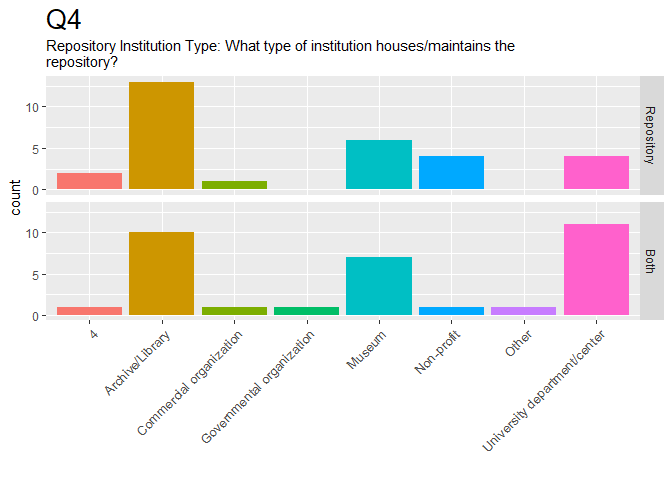 Q4
Repository Institution Type: What type of institution houses/maintains the
repository?
10
5
0
Repository
count
10
5
0
Both
4
Archive/Library
Commercial organization
Governmental organization
Museum
Non-profit
Other
University department/center